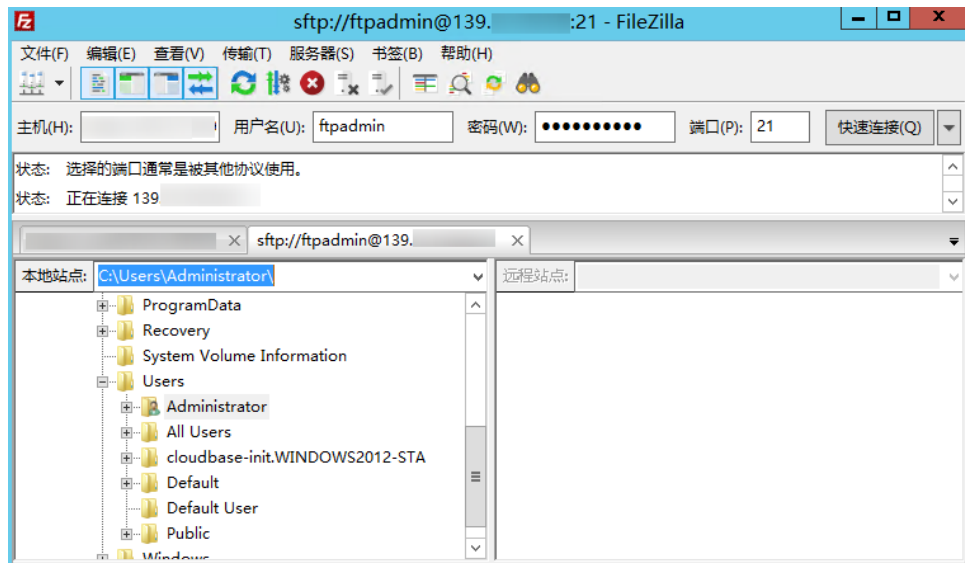 sftp://ftpadmin@139. :21 - FileZilla
文件(F) 编辑(E) 查看(V) 传输(T) 服务器(S) 书签(B) 帮助(H)
主机(H): 用户名(U): ftpadmin 密码(W): ●●●●●●●●●● 端口(P): 21 快速连接(Q)
状态: 选择的端口通常是被其他协议使用。
状态: 正在连接 139
sftp://ftpadmin@139.
本地站点: C:\Users\Administrator\ 远程站点:
ProgramData
Recovery
System Volume Information
Users
Administrator
All Users
cloudbase-init.WINDOWS2012-STA
Default
Default User
Public
Windows